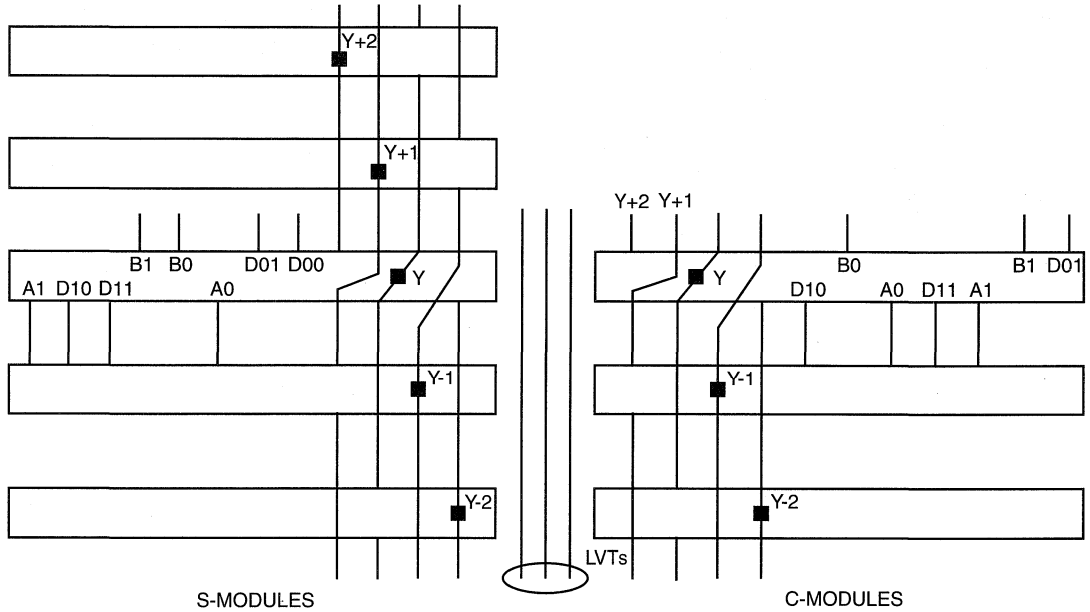 Y+2
Y+1
Y+2 Y+1
B1 B0 D01 D00
B0 B1 D01
Y
Y
A1 D10 D11 A0
D10 A0 D11 A1
Y-1
Y-1
Y-2
Y-2
LVTs
S-MODULES
C-MODULES